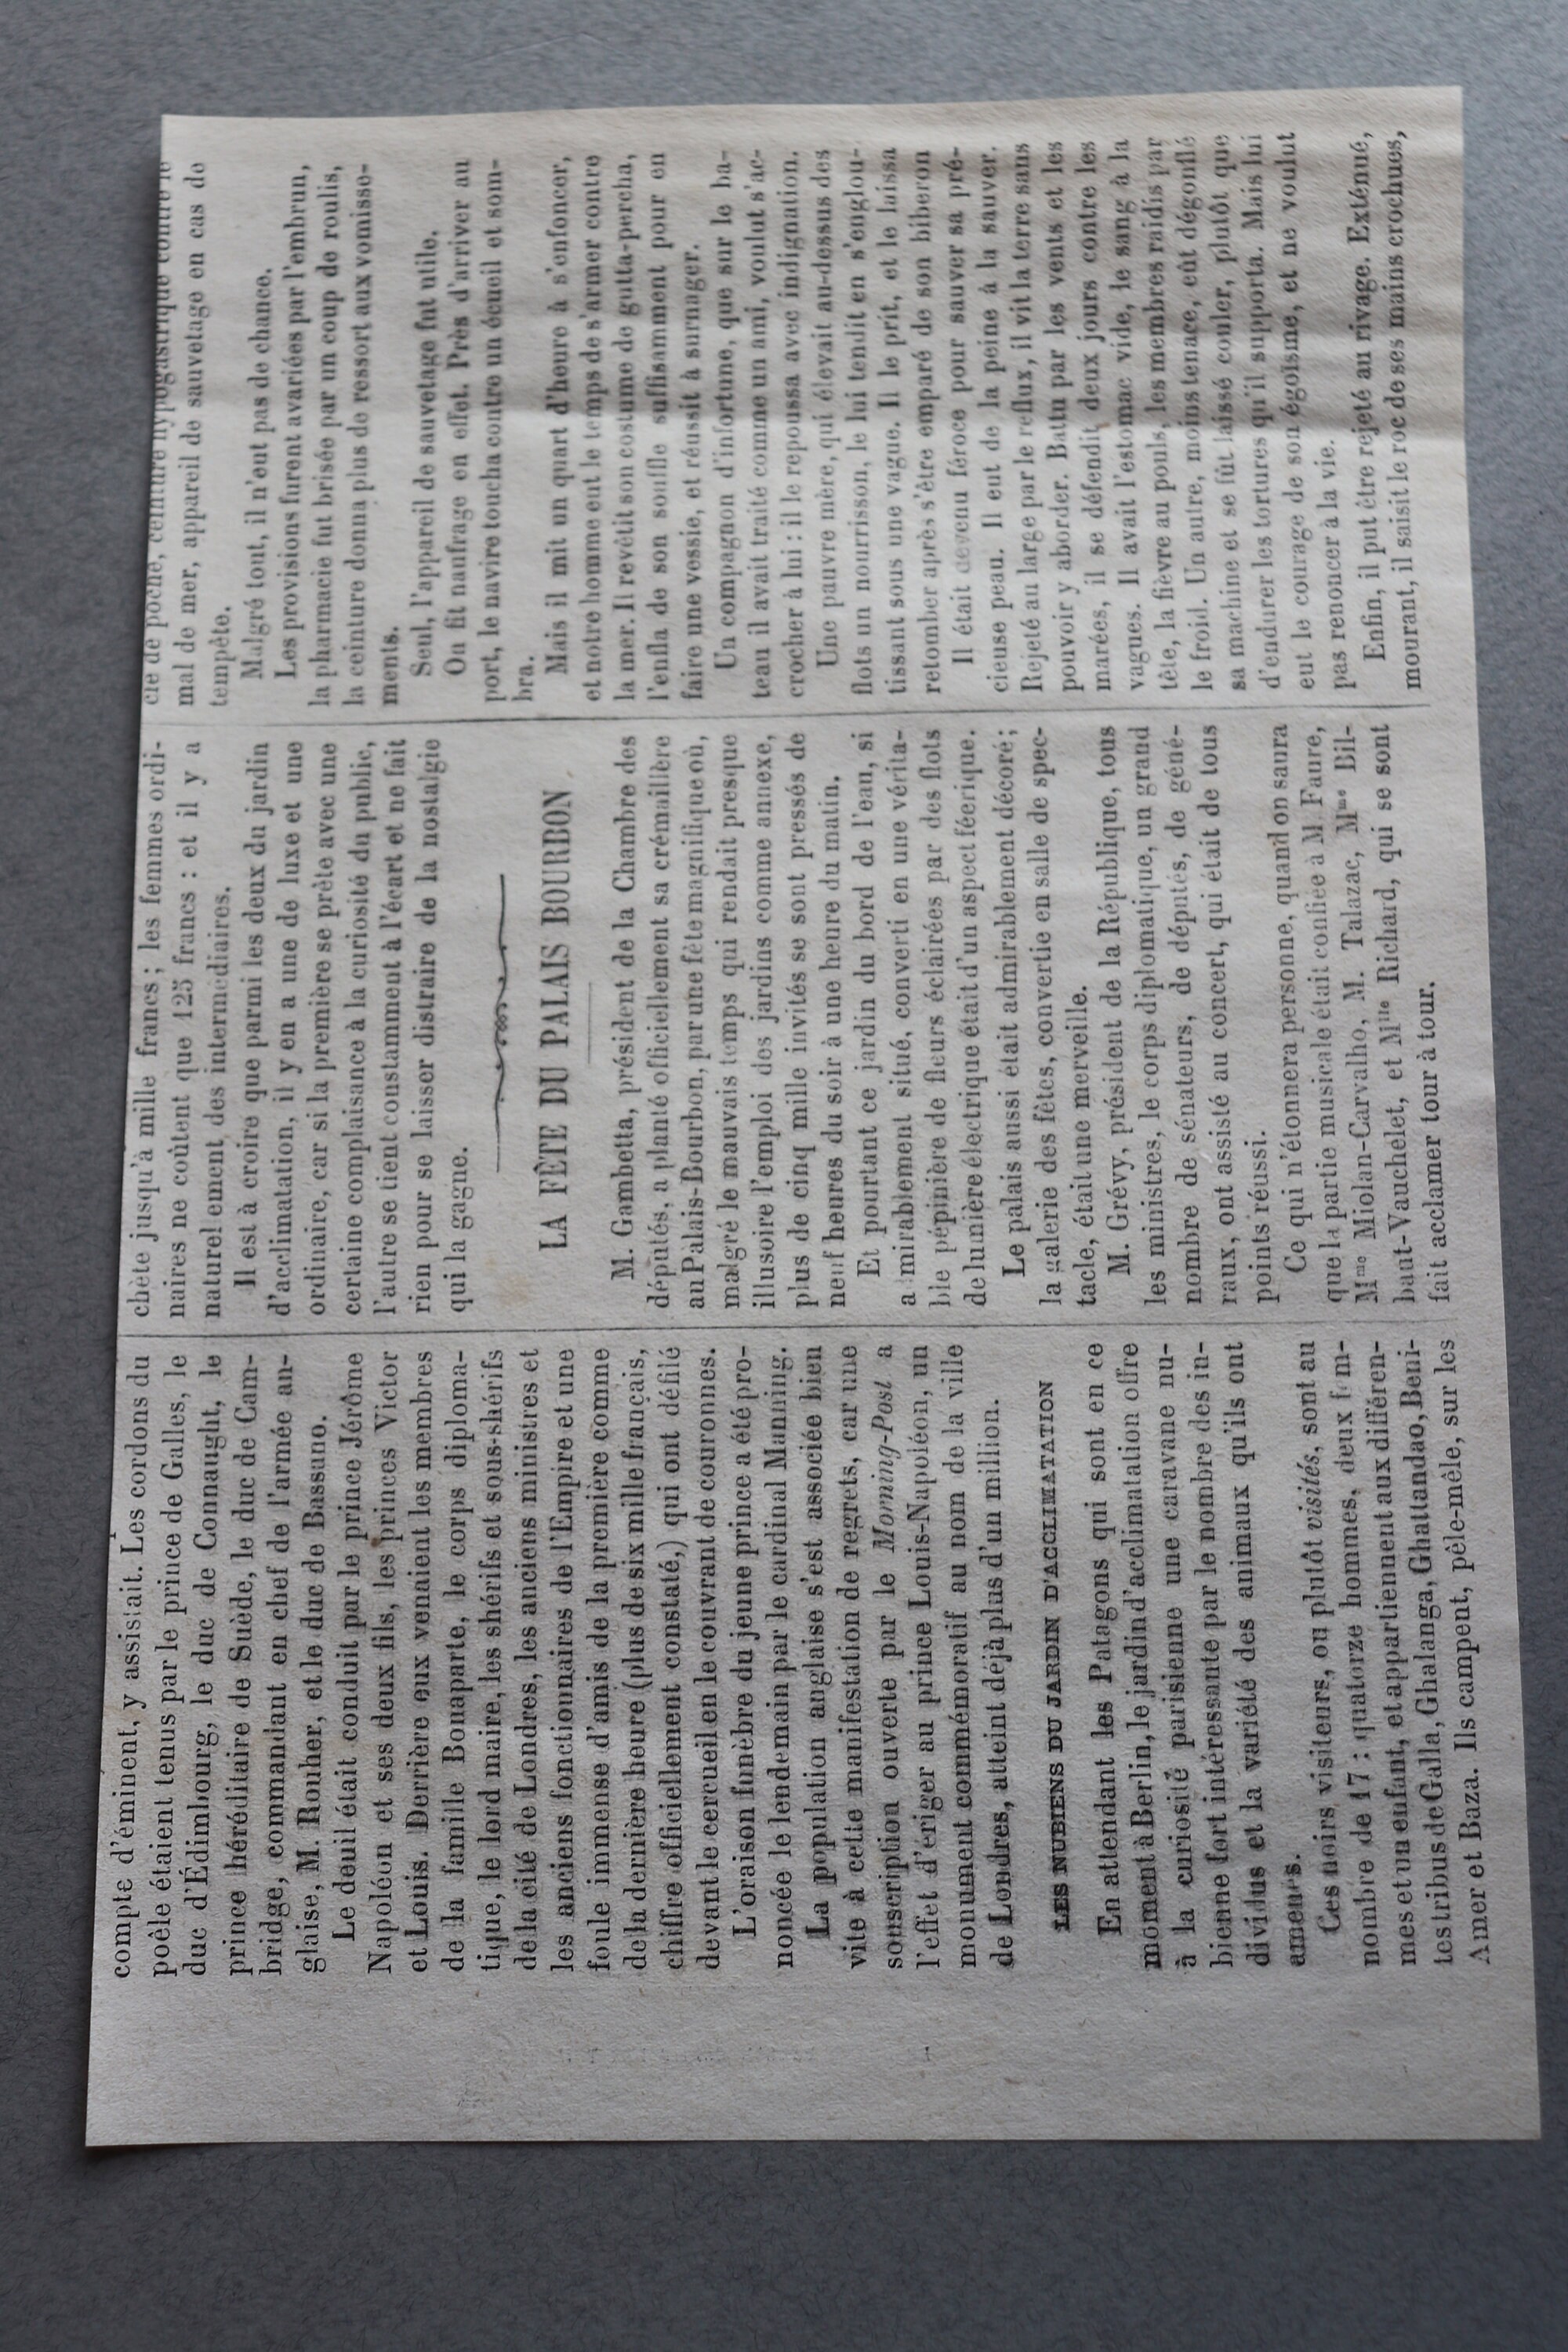 compte d'éminent, y assistait. Les cordons du
poêle étaient tenus par le prince de Galles, le
duc d'Édimbourg, le duc de Connaught, le
prince héréditaire de Suède, le duc de Cam-
bridge, commandant en chef de l'armée an-
glaise, M. Rouher, et le duc de Bassano.
Le deuil était conduit par le prince Jérôme
Napoléon et ses deux fils, les princes Victor
et Louis. Derrière eux venaient les membres
de la famille Bonaparte, le corps diploma-
tique, le lord maire, les shérifs et sous-shérifs
de la cité de Londres, les anciens ministres et
les anciens fonctionnaires de l'Empire et une
foule immense d'amis de la première comme
de la dernière heure (plus de six mille français,
chiffre officiellement constaté,) qui ont défilé
devant le cercueil en le couvrant de couronnes.
L'oraison funèbre du jeune prince a été pro-
noncée le lendemain par le cardinal Manning.
La population anglaise s'est associée bien
vite à cette manifestation de regrets, car une
souscription ouverte par le Morning-Post a
l'effet d'ériger au prince Louis-Napoléon, un
monument commémoratif au nom de la ville
de Londres, atteint déjà plus d'un million.
LES NUBIENS DU JARDIN D'ACCLIMATATION
En attendant les Patagons qui sont en ce
moment à Berlin, le jardin d'acclimatation offre
à la curiosité parisienne une caravane nu-
bienne fort intéressante par le nombre des in-
dividus et la variété des animaux qu'ils ont
amenés.
Ces noirs visiteurs, ou plutôt visités, sont au
nombre de 17 : quatorze hommes, deux fem-
mes et un enfant, et appartiennent aux différen-
tes tribus de Galla, Ghalanga, Ghattandao, Beni-
Amer et Baza. Ils campent, pêle-mêle, sur les
chète jusqu'à mille francs ; les femmes ordi-
naires ne coûtent que 125 francs : et il y a
naturellement des intermédiaires.
Il est à croire que parmi les deux du jardin
d'acclimatation, il y en a une de luxe et une
ordinaire, car si la première se prête avec une
certaine complaisance à la curiosité du public,
l'autre se tient constamment à l'écart et ne fait
rien pour se laisser distraire de la nostalgie
qui la gagne.
LA FÊTE DU PALAIS BOURBON
M. Gambetta, président de la Chambre des
députés, a planté officiellement sa crémaillère
au Palais-Bourbon, par une fête magnifique où,
malgré le mauvais temps qui rendait presque
illusoire l'emploi des jardins comme annexe,
plus de cinq mille invités se sont pressés de
neuf heures du soir à une heure du matin.
Et pourtant ce jardin du bord de l'eau, si
admirablement situé, converti en une vérita-
ble pépinière de fleurs éclairées par des flots
de lumière électrique était d'un aspect féerique.
Le palais aussi était admirablement décoré ;
la galerie des fêtes, convertie en salle de spec-
tacle, était une merveille.
M. Grévy, président de la République, tous
les ministres, le corps diplomatique, un grand
nombre de sénateurs, de députés, de géné-
raux, ont assisté au concert, qui était de tous
points réussi.
Ce qui n'étonnera personne, quand on saura
que la partie musicale était confiée à M. Faure,
Mme Miolan-Carvalho, M. Talazac, Mme Bil-
baut-Vauchelet, et Mlle Richard, qui se sont
fait acclamer tour à tour.
cie de poche, ceinture hypogastrique contre le
mal de mer, appareil de sauvetage en cas de
tempête.
Malgré tout, il n'eut pas de chance.
Les provisions furent avariées par l'embrun,
la pharmacie fut brisée par un coup de roulis,
la ceinture donna plus de ressort aux vomisse-
ments.
Seul, l'appareil de sauvetage fut utile.
On fit naufrage en effet. Près d'arriver au
port, le navire toucha contre un écueil et som-
bra.
Mais il mit un quart d'heure à s'enfoncer,
et notre homme eut le temps de s'armer contre
la mer. Il revêtit son costume de gutta-percha,
l'enfla de son souffle suffisamment pour en
faire une vessie, et réussit à surnager.
Un compagnon d'infortune, que sur le ba-
teau il avait traité comme un ami, voulut s'ac-
crocher à lui : il le repoussa avec indignation.
Une pauvre mère, qui élevait au-dessus des
flots un nourrisson, le lui tendit en s'englou-
tissant sous une vague. Il le prit, et le laissa
retomber après s'être emparé de son biberon
Il était devenu féroce pour sauver sa pré-
cieuse peau. Il eut de la peine à la sauver.
Rejeté au large par le reflux, il vit la terre sans
pouvoir y aborder. Battu par les vents et les
marées, il se défendit deux jours contre les
vagues. Il avait l'estomac vide, le sang à la
tête, la fièvre au pouls, les membres raidis par
le froid. Un autre, moins tenace, eût dégonflé
sa machine et se fût laissé couler, plutôt que
d'endurer les tortures qu'il supporta. Mais lui
eut le courage de son égoïsme, et ne voulut
pas renoncer à la vie.
Enfin, il put être rejeté au rivage. Exténué,
mourant, il saisit le roc de ses mains crochues,